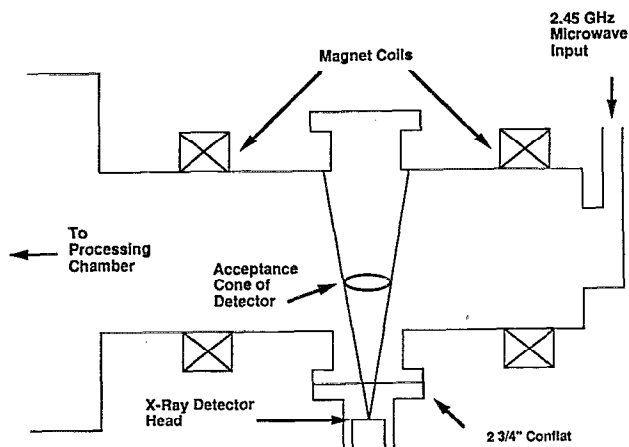 2.45 GHz
Microwave
Input
Magnet Coils
To
Processing
Chamber
Acceptance
Cone of
Detector
X-Ray Detector
Head
2 3/4" Conflat